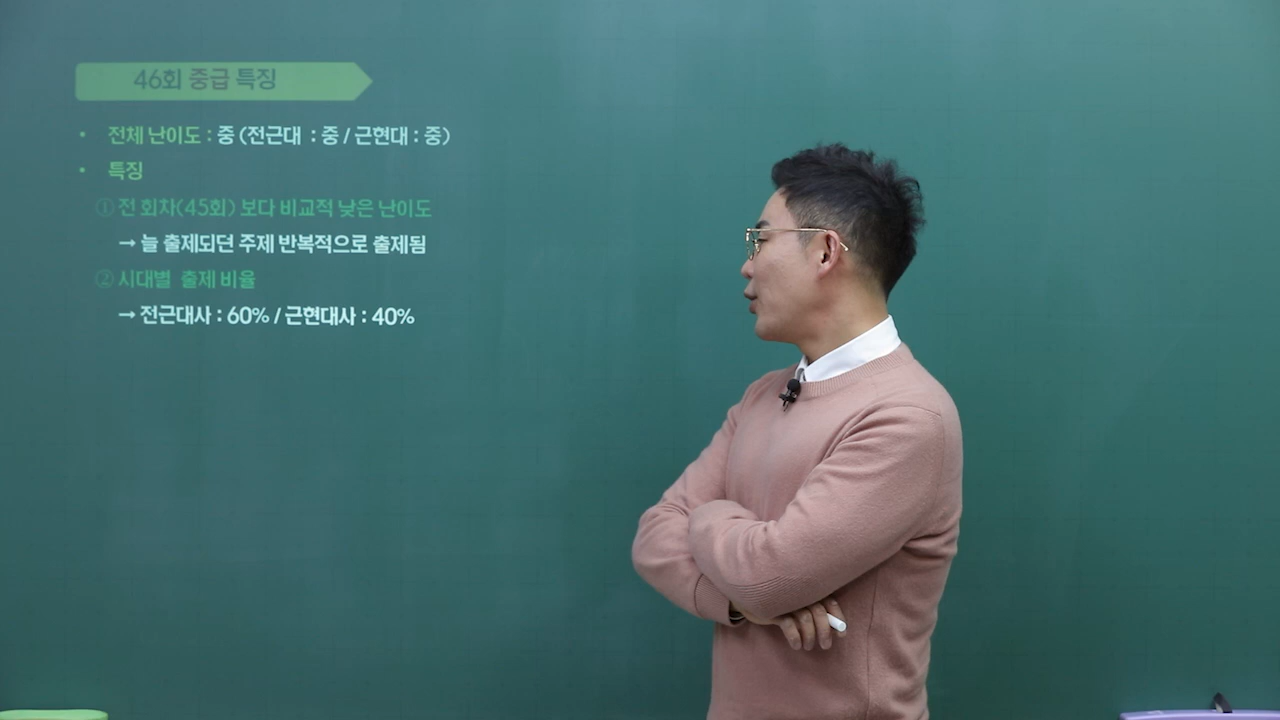 46회 중급 특징
• 전체 난이도 : 중 (전근대 : 중 / 근현대 : 중)
• 특징
① 전 회차(45회) 보다 비교적 낮은 난이도
→ 늘 출제되던 주제 반복적으로 출제됨
② 시대별 출제 비율
→ 전근대사 : 60% / 근현대사 : 40%